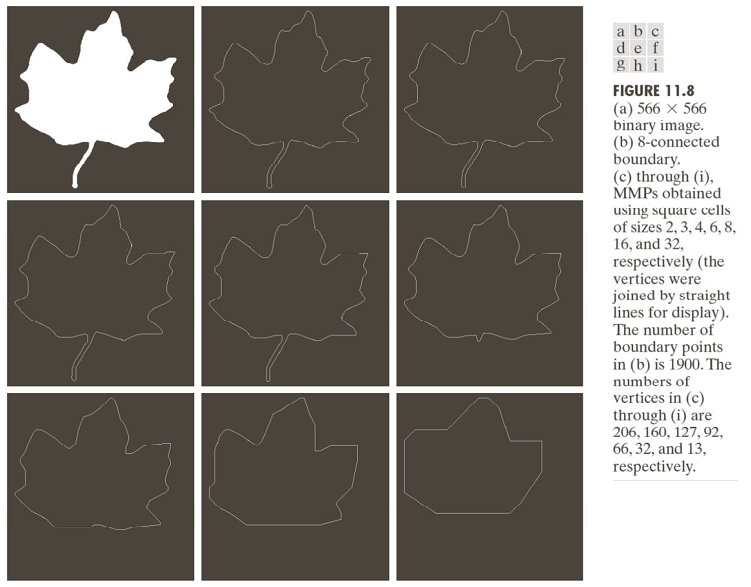 a b c
d e f
g h i
FIGURE 11.8
(a) 566 × 566
binary image.
(b) 8-connected
boundary.
(c) through (i),
MMPs obtained
using square cells
of sizes 2, 3, 4, 6, 8,
16, and 32,
respectively (the
vertices were
joined by straight
lines for display).
The number of
boundary points
in (b) is 1900. The
numbers of
vertices in (c)
through (i) are
206, 160, 127, 92,
66, 32, and 13,
respectively.